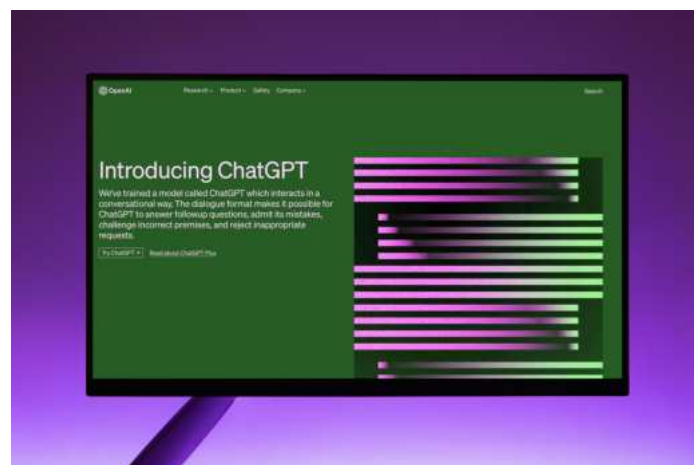 OpenAI
Research Product Safety Company
Search
Introducing ChatGPT
We've trained a model called ChatGPT which interacts in a
conversational way. The dialogue format makes it possible for
ChatGPT to answer followup questions, admit its mistakes,
challenge incorrect premises, and reject inappropriate
requests.
Try ChatGPT
Read about ChatGPT Plus